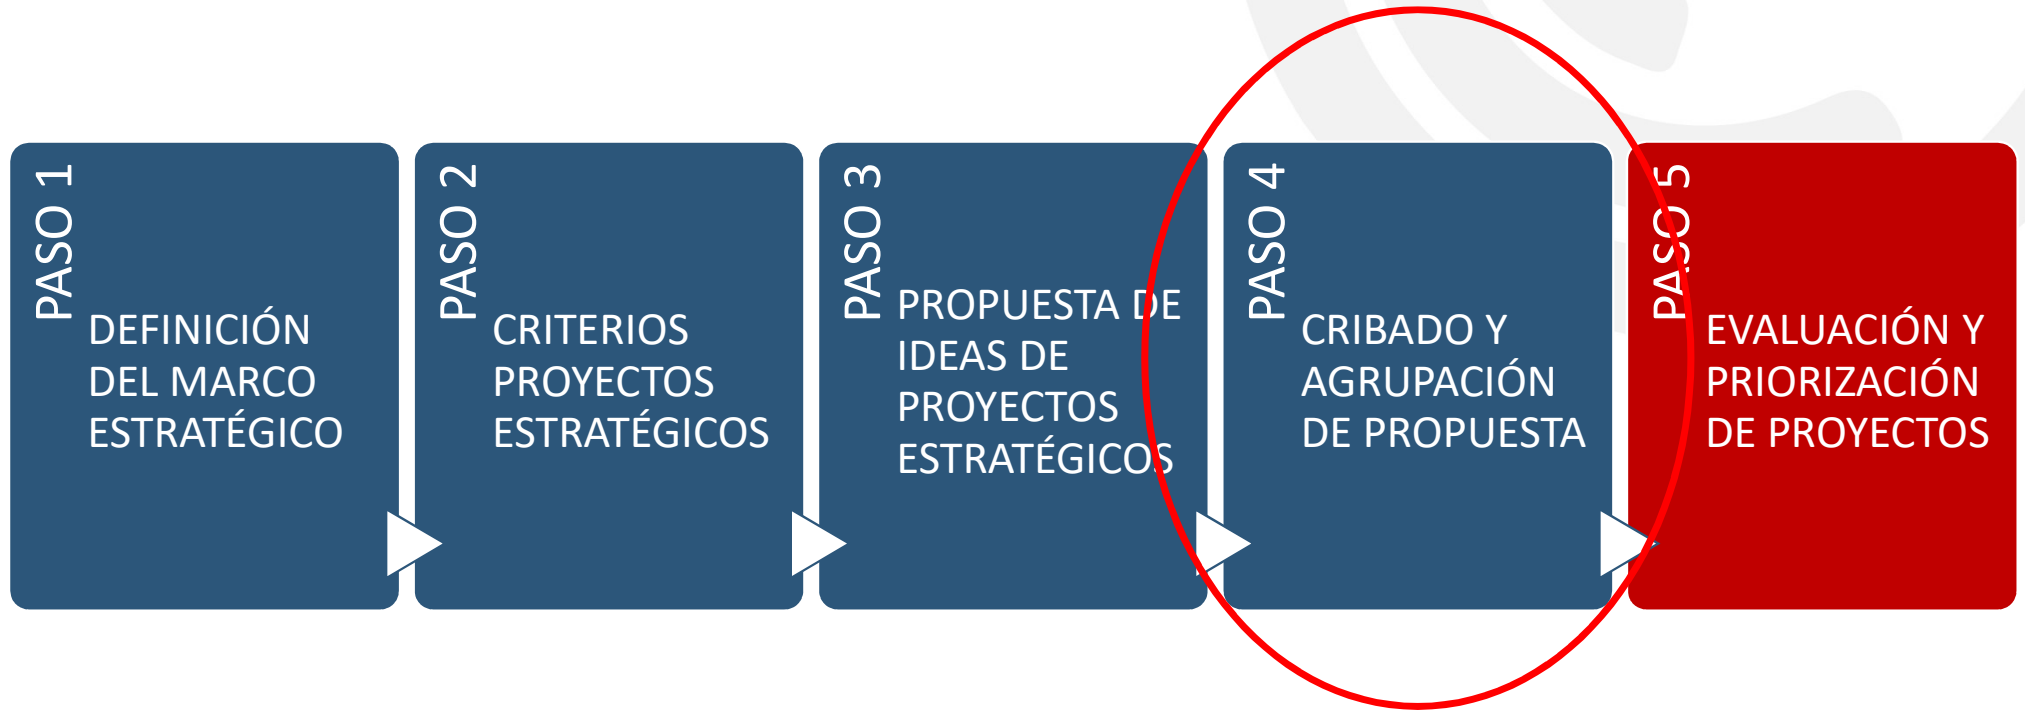 PASO 1
DEFINICIÓN
DEL MARCO
ESTRATÉGICO
PASO 2
CRITERIOS
PROYECTOS
ESTRATÉGICOS
PASO 3
PROPUESTA DE
IDEAS DE
PROYECTOS
ESTRATÉGICOS
PASO 4
CRIBADO Y
AGRUPACIÓN
DE PROPUESTA
PASO 5
EVALUACIÓN Y
PRIORIZACIÓN
DE PROYECTOS